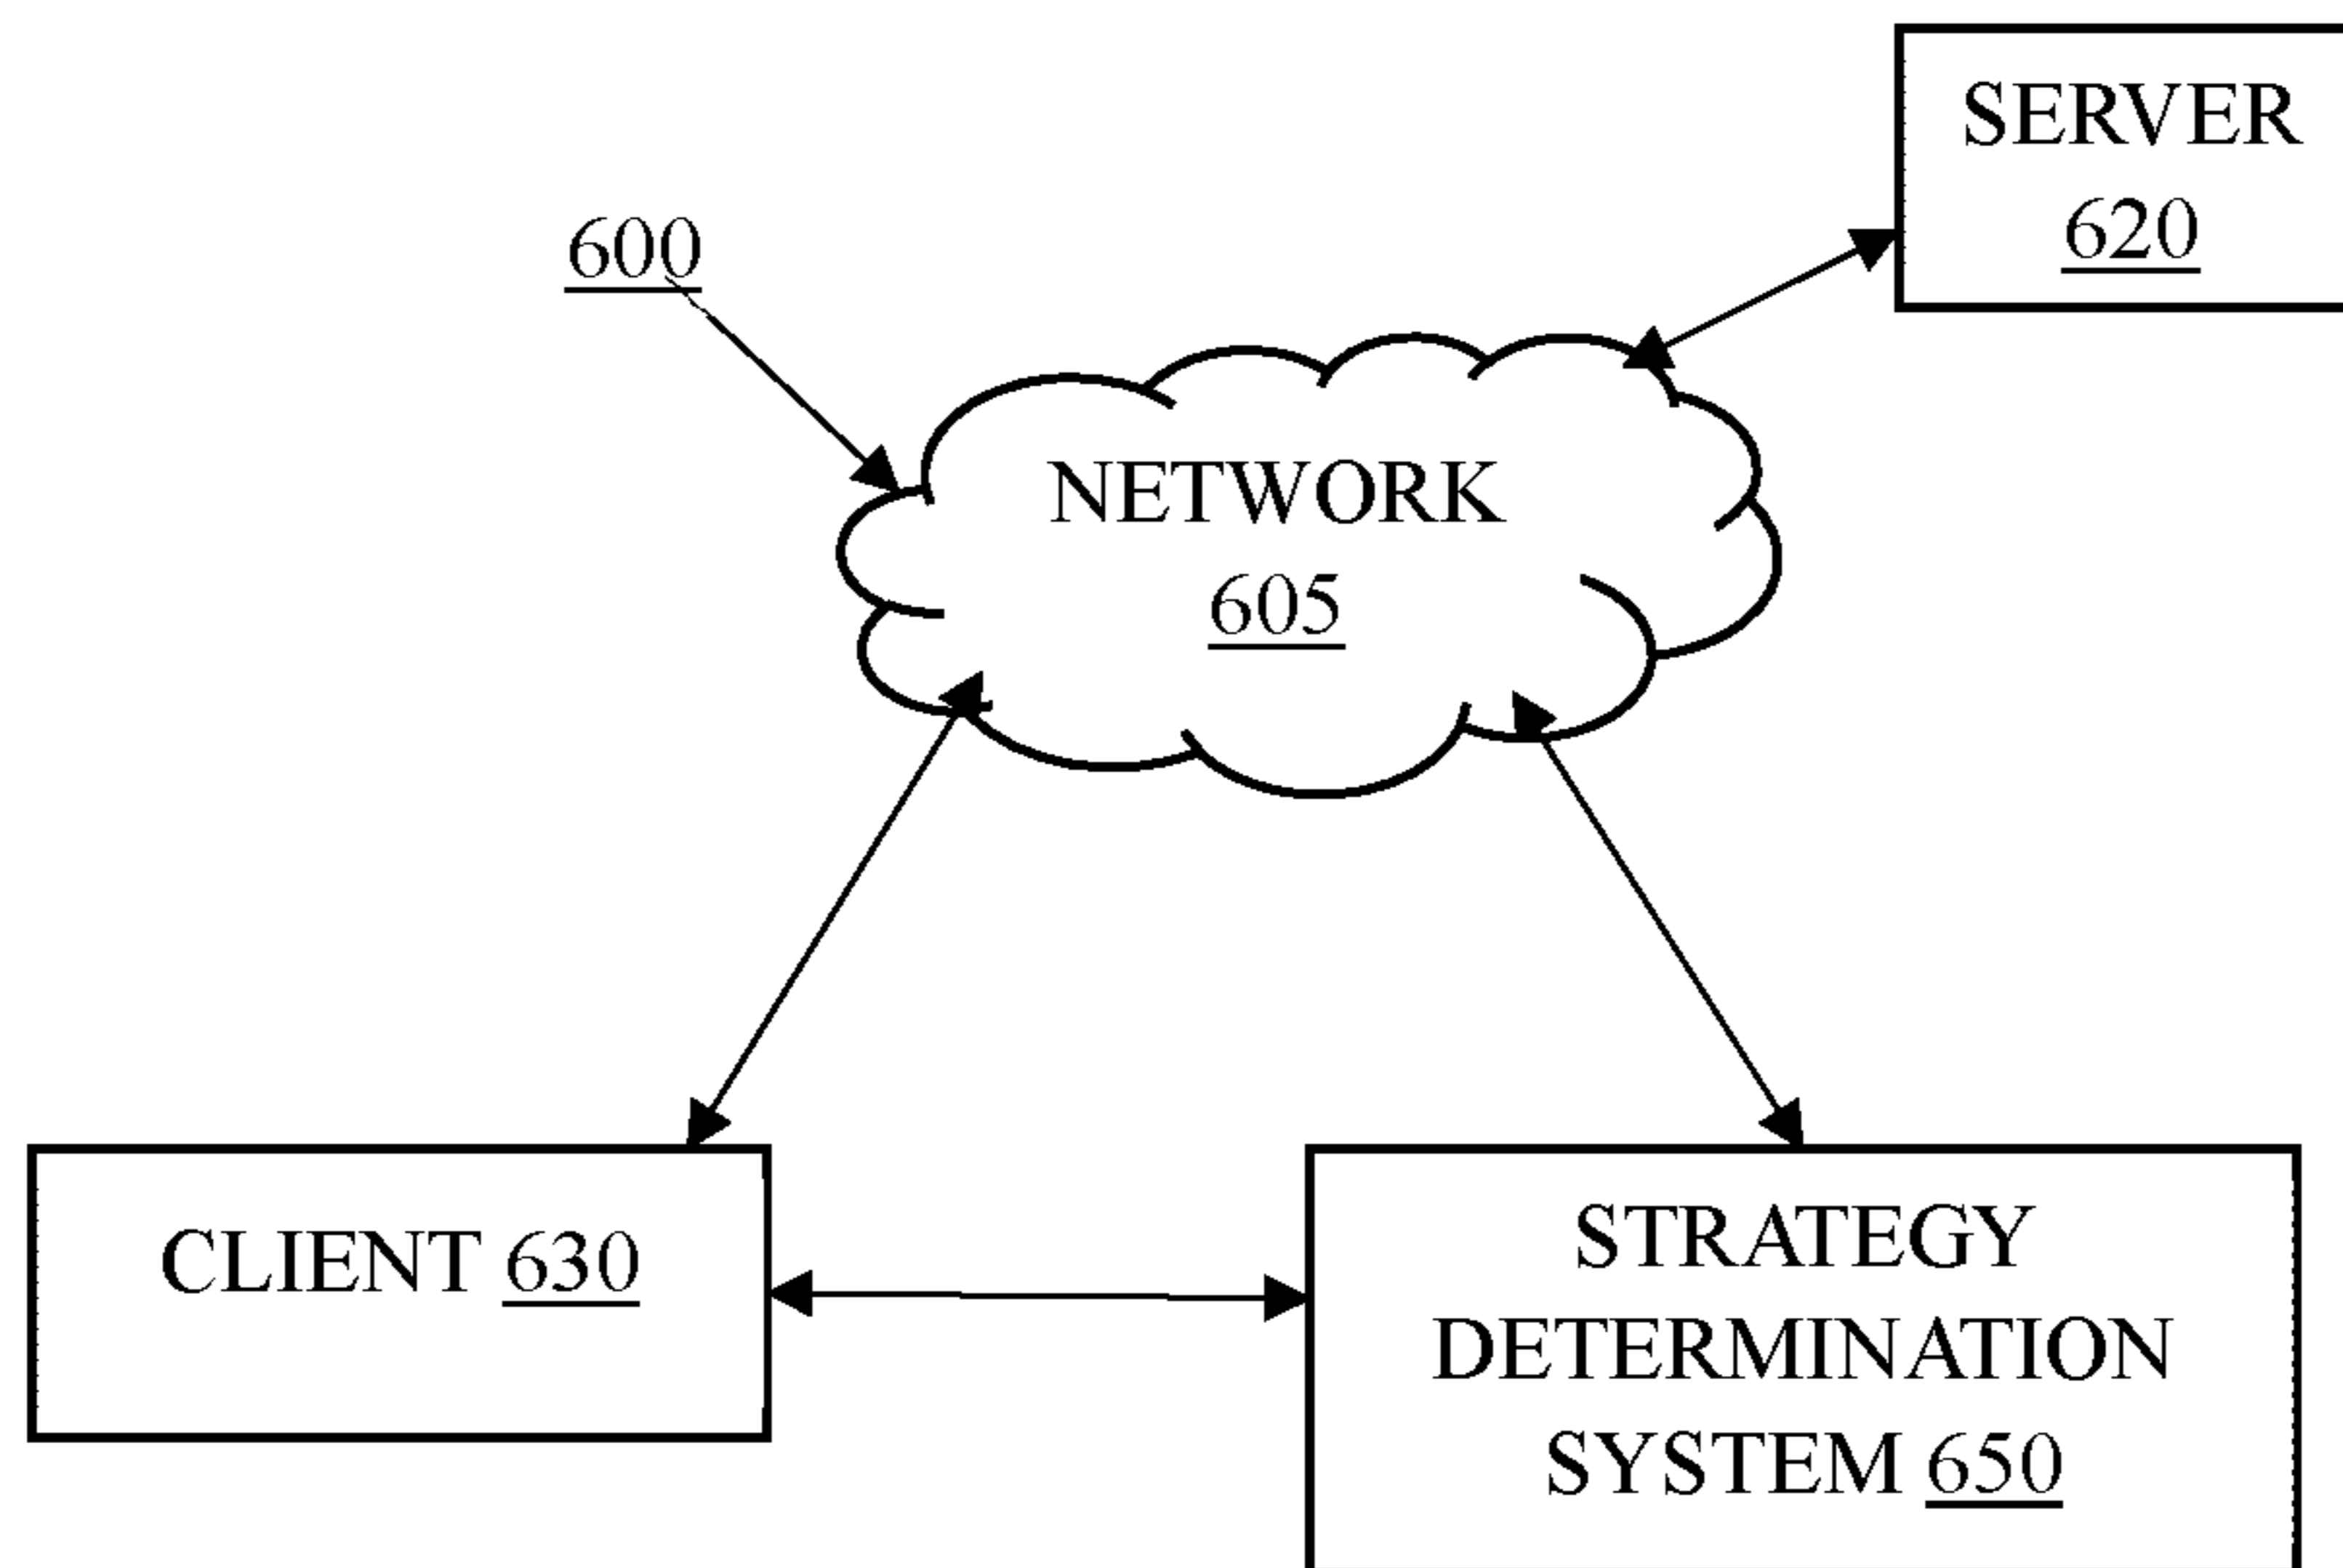 SERVER
620
600
NETWORK
605
CLIENT 630
STRATEGY
DETERMINATION
SYSTEM 650